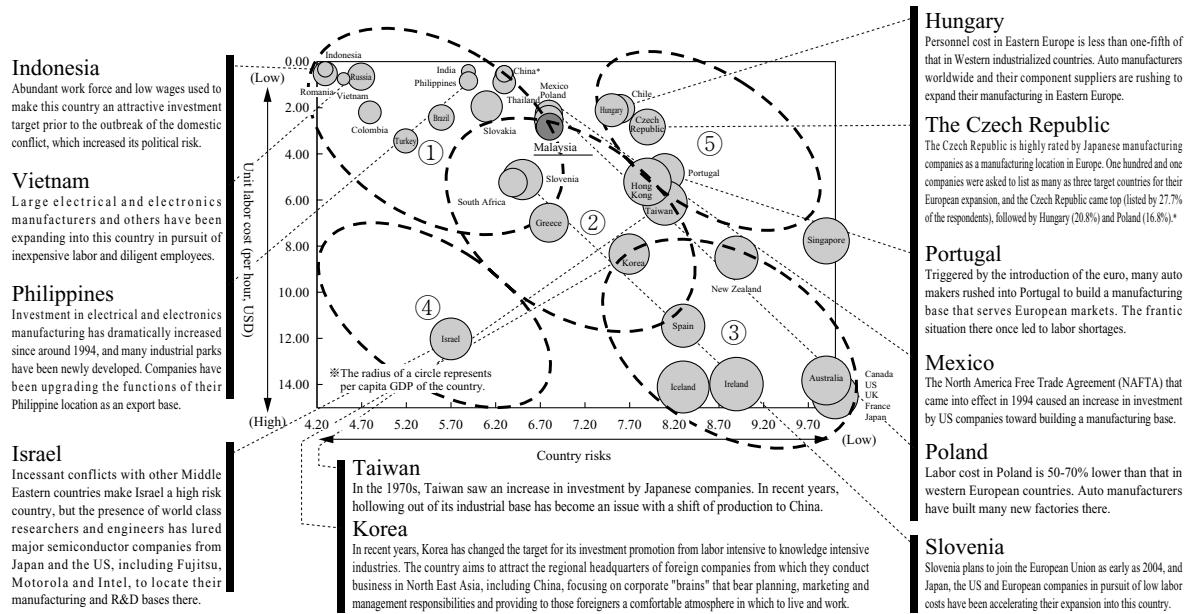 Indonesia
Abundant work force and low wages used to
make this country an attractive investment
target prior to the outbreak of the domestic
conflict, which increased its political risk.
Vietnam
Large electrical and electronics
manufacturers and others have been
expanding into this country in pursuit of
inexpensive labor and diligent employees.
Philippines
Investment in electrical and electronics
manufacturing has dramatically increased
since around 1994, and many industrial parks
have been newly developed. Companies have
been upgrading the functions of their
Philippine location as an export base.
Israel
Incessant conflicts with other Middle
Eastern countries make Israel a high risk
country, but the presence of world class
researchers and engineers has lured
major semiconductor companies from
Japan and the US, including Fujitsu,
Motorola and Intel, to locate their
manufacturing and R&D bases there.
(Low)
Unit labor cost (per hour, USD)
(High)
0.00
2.00
4.00
6.00
8.00
10.00
12.00
14.00
Indonesia
Romania
Vietnam
Russia
Colombia
India
Philippines
China*
Thailand
Mexico
Poland
Brazil
Slovakia
Turkey
①
Malaysia
Hungary
Chile
Czech
Republic
⑤
Slovenia
South Africa
Greece
②
Hong
Kong
Portugal
Taiwan
Korea
Singapore
New Zealand
④
Israel
Spain
③
Iceland
Ireland
Australia
Canada
US
UK
France
Japan
※The radius of a circle represents
per capita GDP of the country.
4.20 4.70 5.20 5.70 6.20 6.70 7.20 7.70 8.20 8.70 9.20 9.70
(Low)
Country risks
Taiwan
In the 1970s, Taiwan saw an increase in investment by Japanese companies. In recent years,
hollowing out of its industrial base has become an issue with a shift of production to China.
Korea
In recent years, Korea has changed the target for its investment promotion from labor intensive to knowledge intensive
industries. The country aims to attract the regional headquarters of foreign companies from which they conduct
business in North East Asia, including China, focusing on corporate "brains" that bear planning, marketing and
management responsibilities and providing to those foreigners a comfortable atmosphere in which to live and work.
Hungary
Personnel cost in Eastern Europe is less than one-fifth of
that in Western industrialized countries. Auto manufacturers
worldwide and their component suppliers are rushing to
expand their manufacturing in Eastern Europe.
The Czech Republic
The Czech Republic is highly rated by Japanese manufacturing
companies as a manufacturing location in Europe. One hundred and one
companies were asked to list as many as three target countries for their
European expansion, and the Czech Republic came top (listed by 27.7%
of the respondents), followed by Hungary (20.8%) and Poland (16.8%).*
Portugal
Triggered by the introduction of the euro, many auto
makers rushed into Portugal to build a manufacturing
base that serves European markets. The frantic
situation there once led to labor shortages.
Mexico
The North America Free Trade Agreement (NAFTA) that
came into effect in 1994 caused an increase in investment
by US companies toward building a manufacturing base.
Poland
Labor cost in Poland is 50-70% lower than that in
western European countries. Auto manufacturers
have built many new factories there.
Slovenia
Slovenia plans to join the European Union as early as 2004, and
Japan, the US and European companies in pursuit of low labor
costs have been accelerating their expansion into this country.